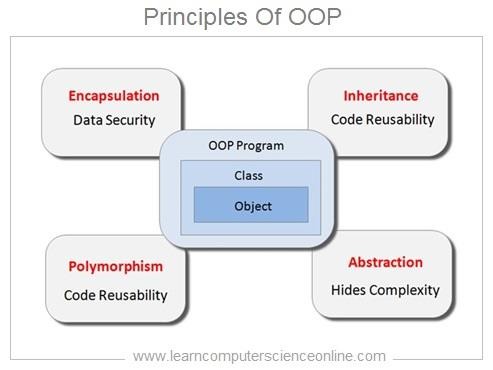 Principles Of OOP
Encapsulation
Data Security
Inheritance
Code Reusability
OOP Program
Class
Object
Polymorphism
Code Reusability
Abstraction
Hides Complexity
www.learncomputerscienceonline.com